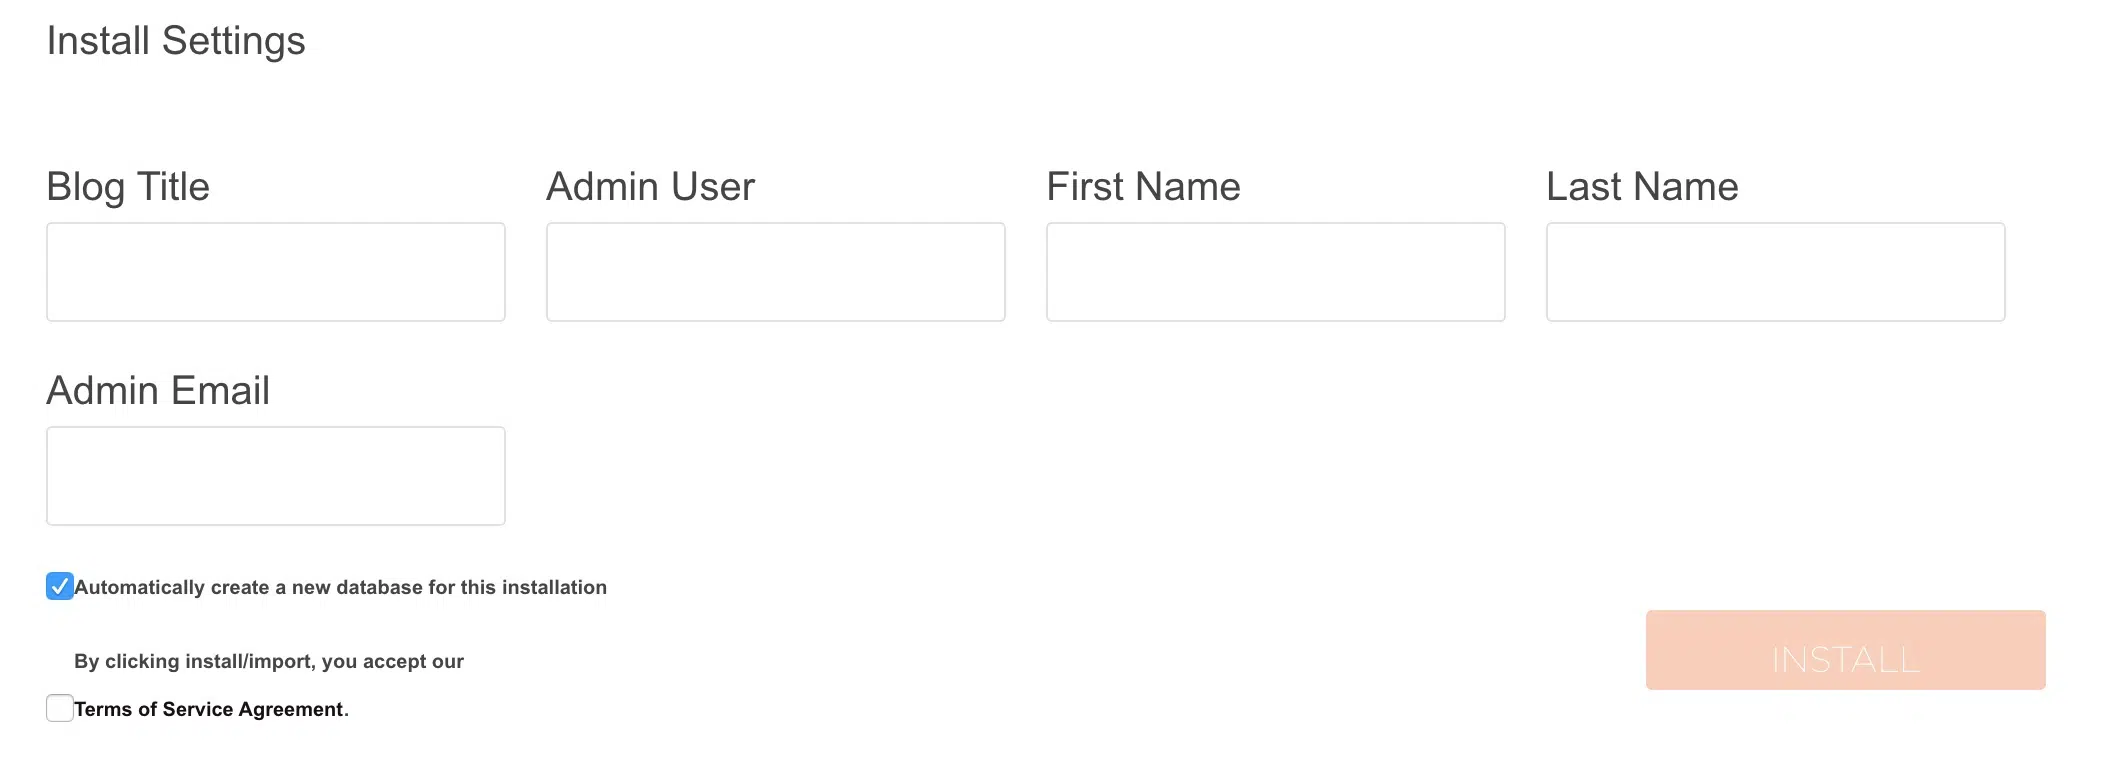 Install Settings
Blog Title
Admin User
First Name
Last Name
Admin Email
Automatically create a new database for this installation
By clicking install/import, you accept our
Terms of Service Agreement.
INSTALL